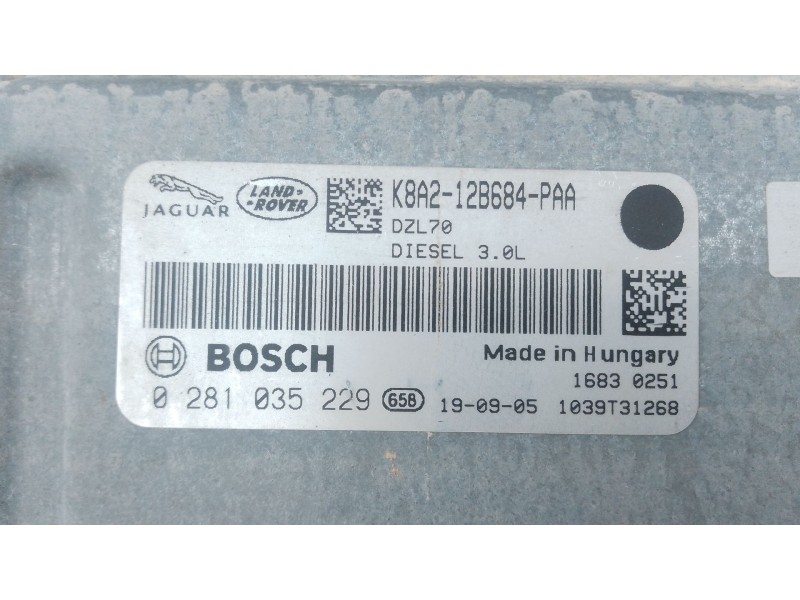 JAGUAR
LAND-
-ROVER
K8A2-12B684-PAA
DZL70
DIESEL 3.0L
BOSCH
Made in Hungary
1683 0251
0 281 035 229 658 19-09-05 1039T31268